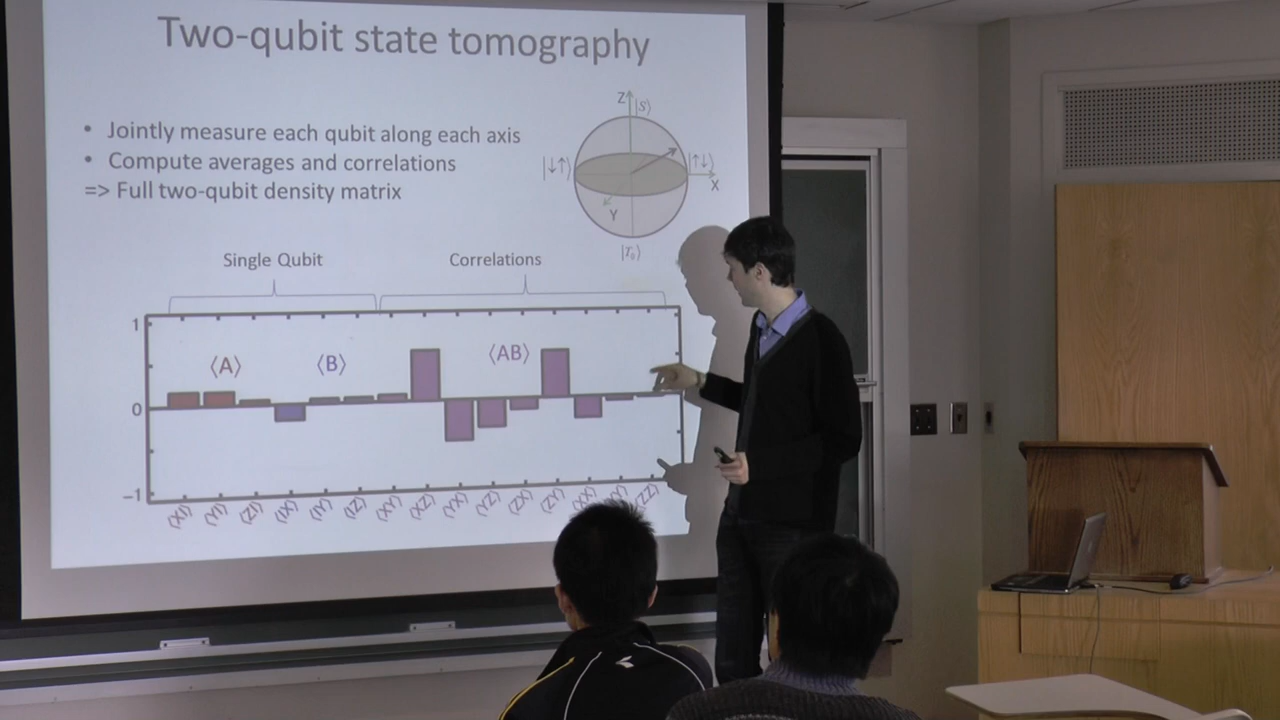 Two-qubit state tomography
• Jointly measure each qubit along each axis
• Compute averages and correlations
=> Full two-qubit density matrix
Z
|S⟩
|↓↑⟩
|↑↓⟩
X
Y
|T₀⟩
Single Qubit
Correlations
1
⟨A⟩
⟨B⟩
⟨AB⟩
0
−1
⟨XI⟩
⟨YI⟩
⟨ZI⟩
⟨IX⟩
⟨IY⟩
⟨IZ⟩
⟨XY⟩
⟨XZ⟩
⟨YX⟩
⟨YZ⟩
⟨ZX⟩
⟨ZY⟩
⟨XX⟩
⟨ZZ⟩